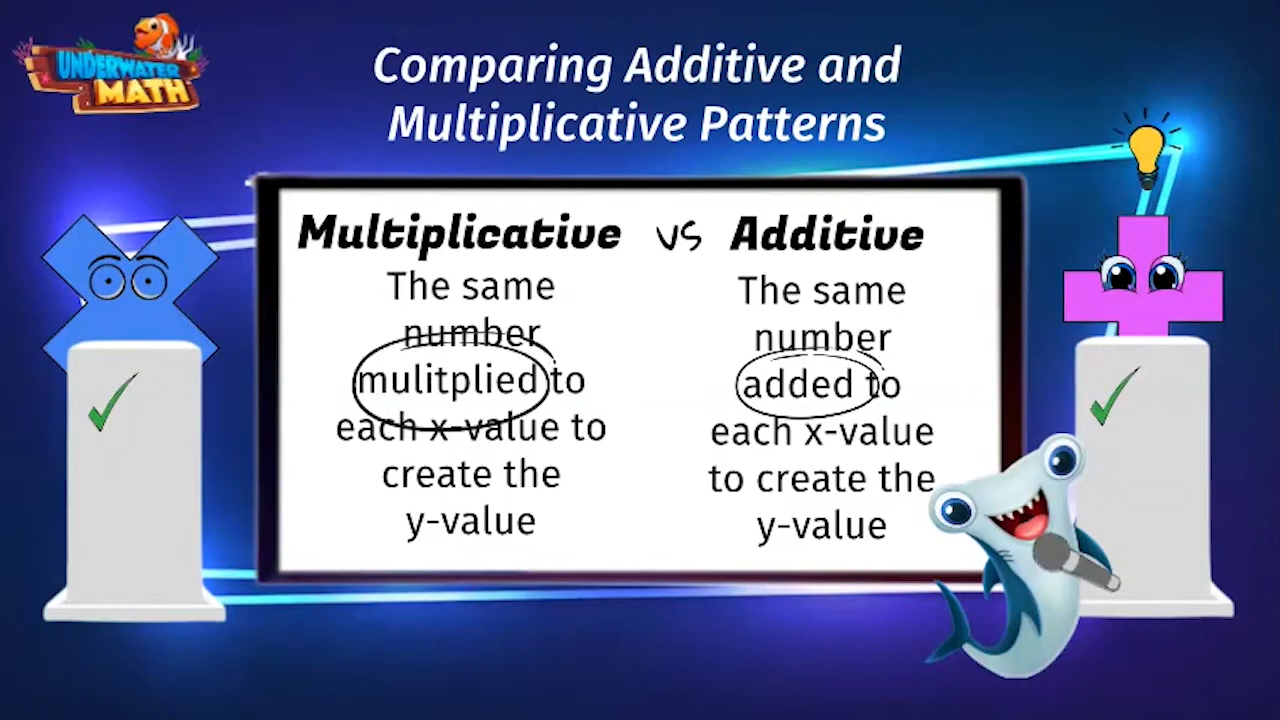 UNDERWATER
MATH
Comparing Additive and
Multiplicative Patterns
Multiplicative vs Additive
The same
number
mulitplied to
each x-value to
create the
y-value
The same
number
added to
each x-value
to create the
y-value